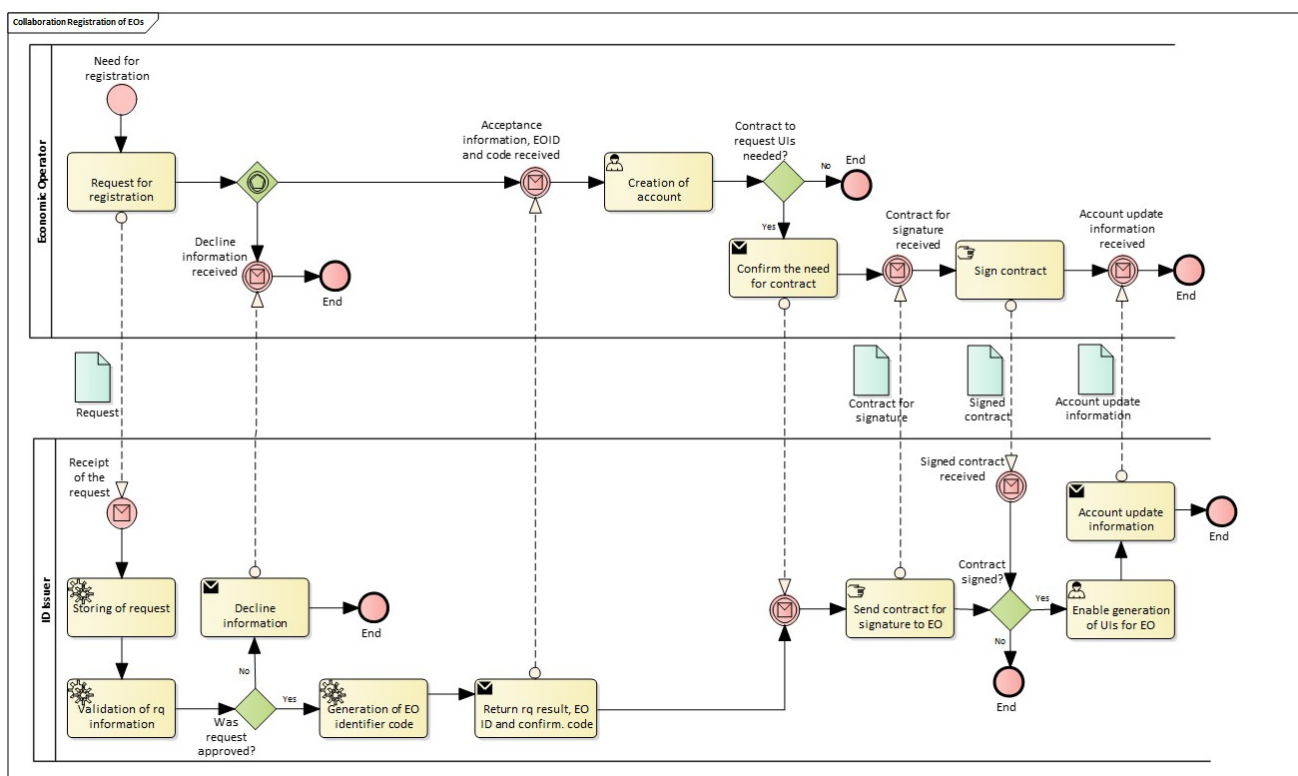 Collaboration Registration of EOs
Economic Operator
Need for
registration
Request for
registration
Decline
information
received
End
Acceptance
information, EOID
and code received
Creation of
account
Contract to
request UIs
needed?
No
End
Yes
Confirm the need
for contract
Contract for
signature
received
Sign contract
Account update
information
received
End
Request
Contract for
signature
Signed
contract
Account update
information
ID Issuer
Receipt
of the
request
Storing of request
Validation of rq
information
Was
request
approved?
No
Decline
information
End
Yes
Generation of EO
identifier code
Return rq result, EO
ID and confirm. code
Send contract for
signature to EO
Signed contract
received
Contract
signed?
No
End
Yes
Enable generation
of UIs for EO
Account update
information
End